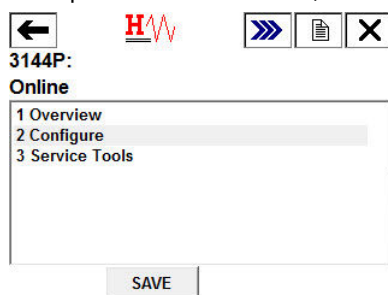 H
3144P:
Online
1 Overview
2 Configure
3 Service Tools
SAVE